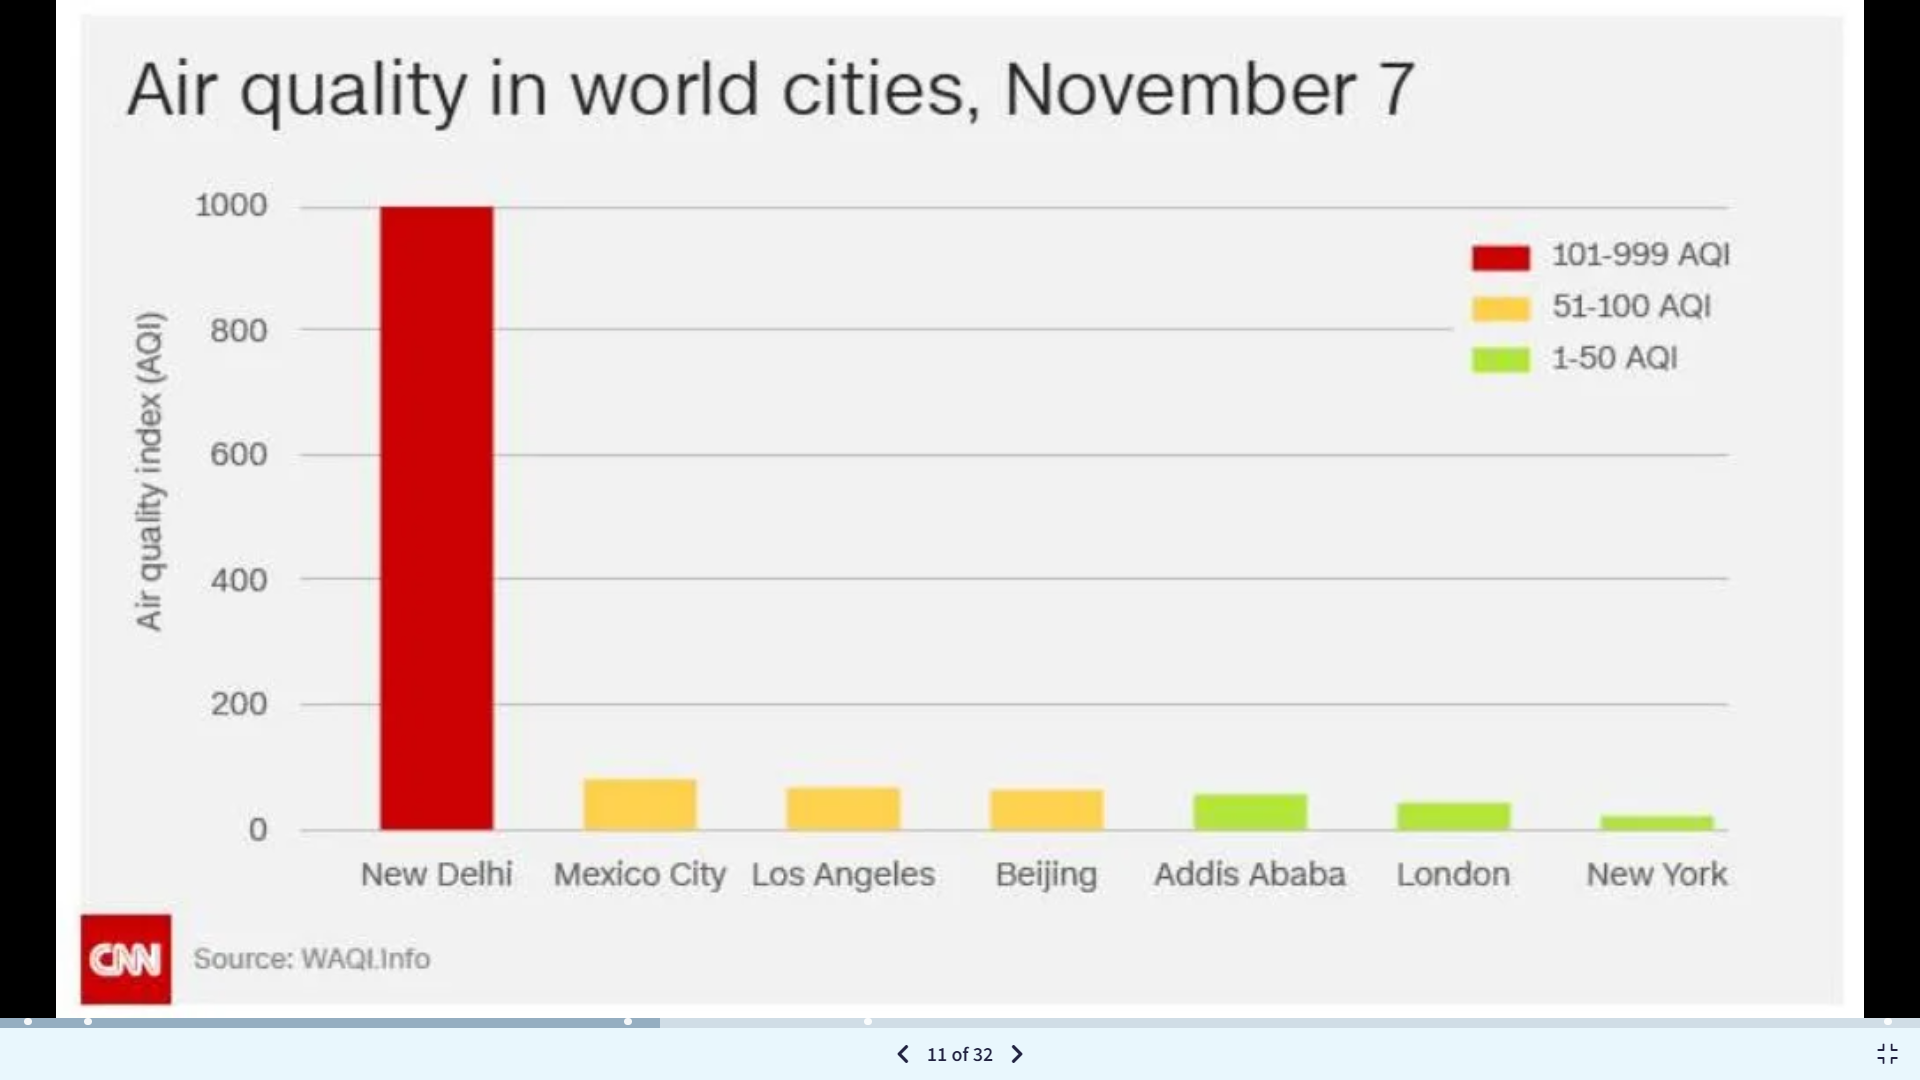 Air quality in world cities, November 7
1000
800
600
400
200
0
Air quality index (AQI)
101-999 AQI
51-100 AQI
1-50 AQI
New Delhi
Mexico City
Los Angeles
Beijing
Addis Ababa
London
New York
CNN
Source: WAQI.Info
11 of 32